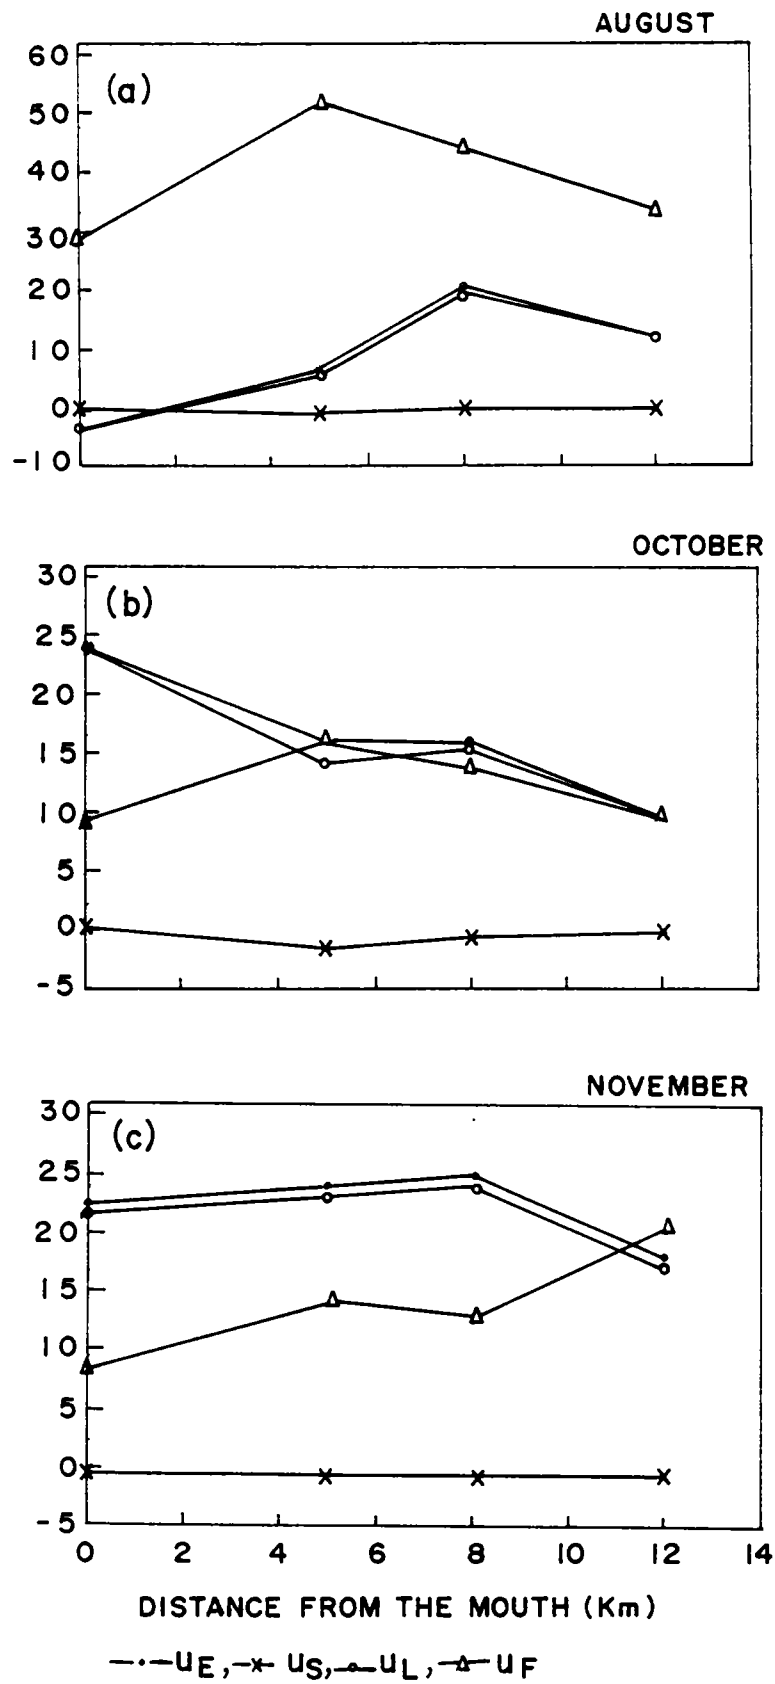 AUGUST
(a)
60
50
40
30
20
10
0
-10
OCTOBER
(b)
30
25
20
15
10
5
0
-5
NOVEMBER
(c)
30
25
20
15
10
5
0
-5
0 2 4 6 8 10 12 14
DISTANCE FROM THE MOUTH (Km)
uE, uS, uL, uF